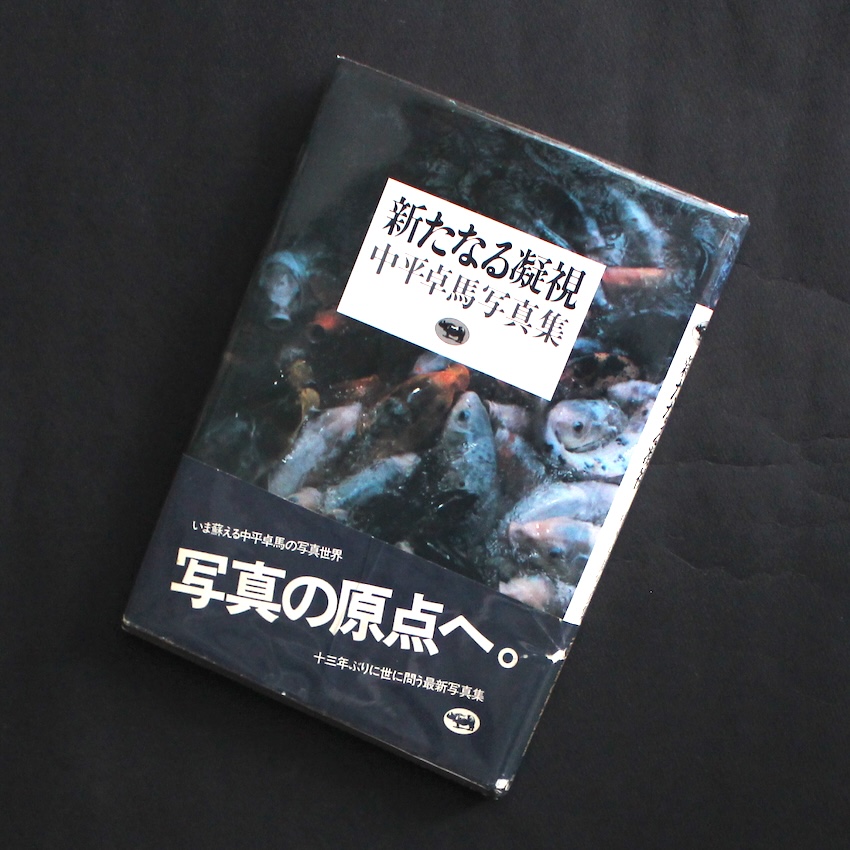 新たなる凝視
中平卓馬写真集
いま蘇える中平卓馬の写真世界
写真の原点へ。
十三年ぶりに世に問う最新写真集